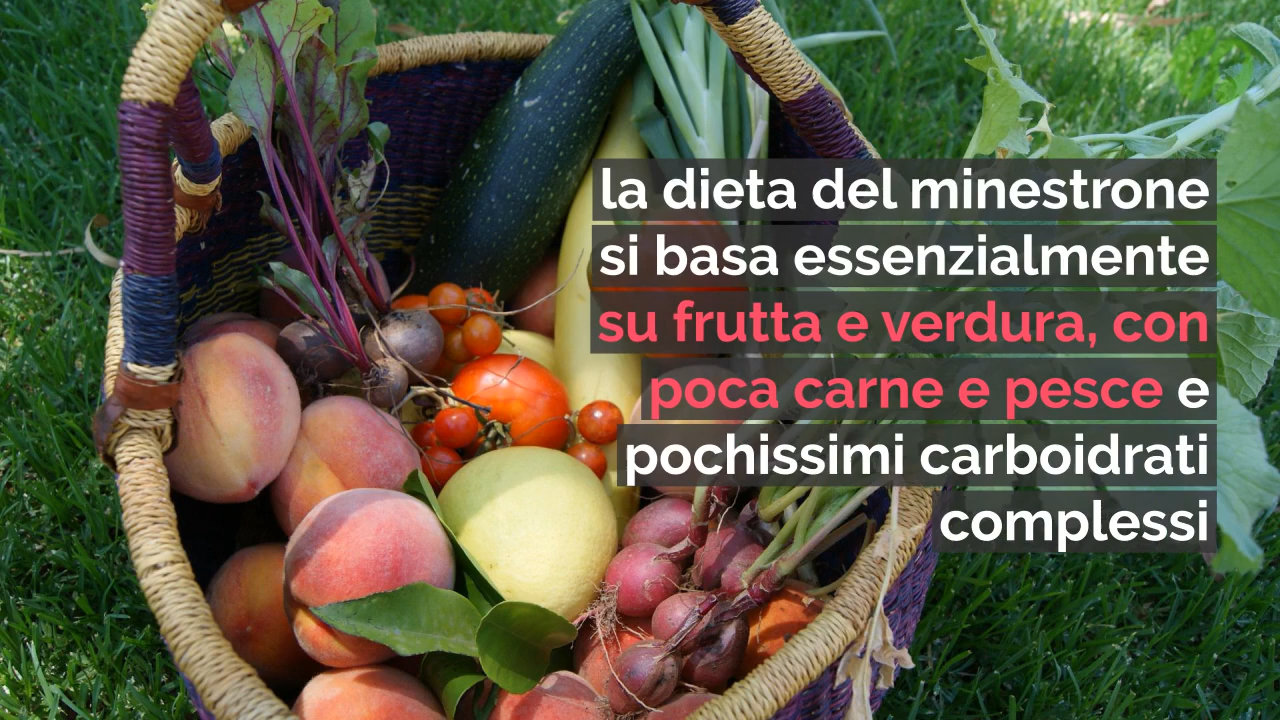 la dieta del minestrone
si basa essenzialmente
su frutta e verdura, con
poca carne e pesce e
pochissimi carboidrati
complessi